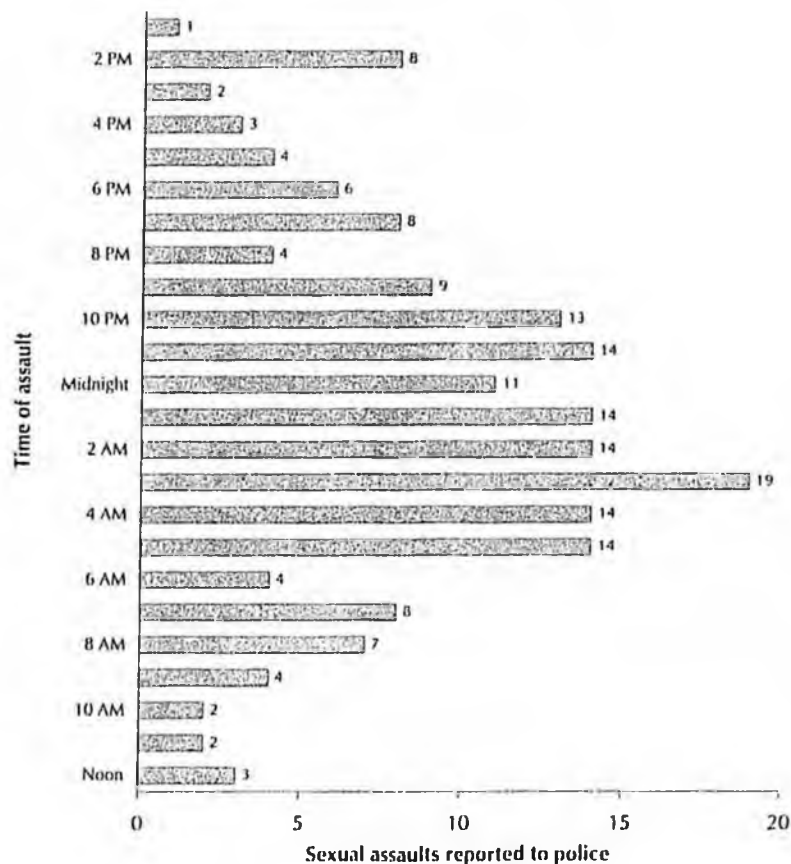 1
2 PM 8
2
4 PM 3
4
6 PM 6
8
8 PM 4
9
10 PM 13
14
Midnight 11
14
2 AM 14
19
4 AM 14
14
6 AM 4
8
8 AM 7
4
10 AM 2
2
Noon 3
Time of assault
0 5 10 15 20
Sexual assaults reported to police